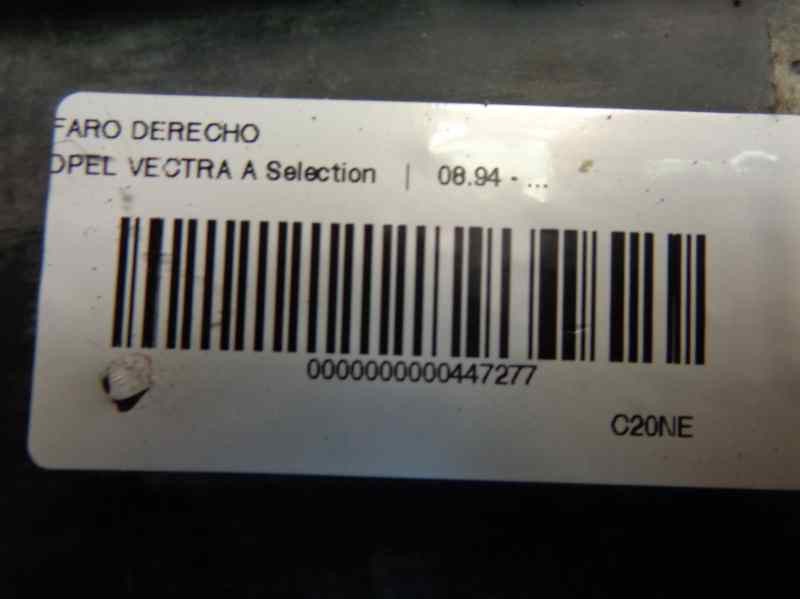 FARO DERECHO
OPEL VECTRA A Selection | 08.94 - ...
0000000000447277
C20NE